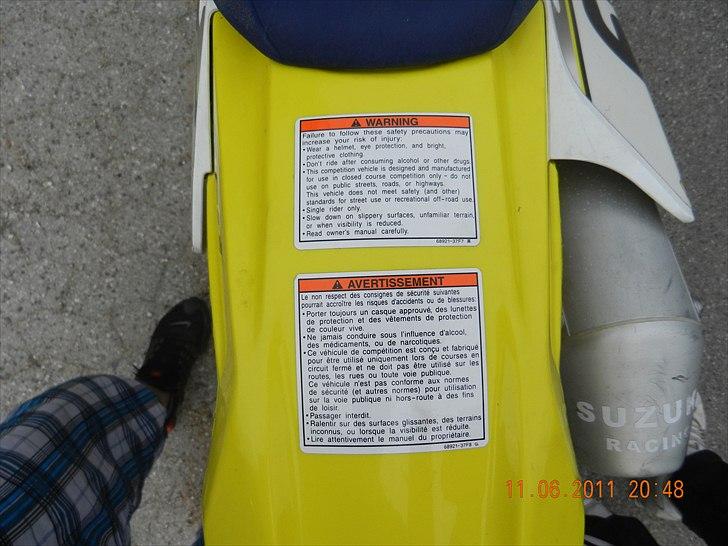 WARNING
Failure to follow these safety precautions may
increase your risk of injury:
• Wear a helmet, eye protection, and bright,
protective clothing.
• Don't ride after consuming alcohol or other drugs
• This competition vehicle is designed and manufactured
for use in closed course competition only – do not
use on public streets, roads, or highways.
This vehicle does not meet safety (and other)
standards for street use or recreational off-road use.
• Single rider only.
• Slow down on slippery surfaces, unfamiliar terrain,
or when visibility is reduced.
• Read owner's manual carefully.
68921-37F7
AVERTISSEMENT
Le non respect des consignes de sécurité suivantes
pourrait accroître les risques d'accidents ou de blessures:
• Porter toujours un casque approuvé, des lunettes
de protection et des vêtements de protection
de couleur vive.
• Ne jamais conduire sous l'influence d'alcool,
des médicaments, ou de narcotiques.
• Ce véhicule de compétition est conçu et fabriqué
pour être utilisé uniquement lors de courses en
circuit fermé et ne doit pas être utilisé sur les
routes, les rues ou toute voie publique.
Ce véhicule n'est pas conforme aux normes
de sécurité (et autres normes) pour utilisation
sur la voie publique ni hors-route à des fins
de loisir.
• Passager interdit.
• Ralentir sur des surfaces glissantes, des terrains
inconnus, ou lorsque la visibilité est réduite.
• Lire attentivement le manuel du propriétaire.
68921-37F8 G
SUZUK
RACING
11.06.2011 20:48